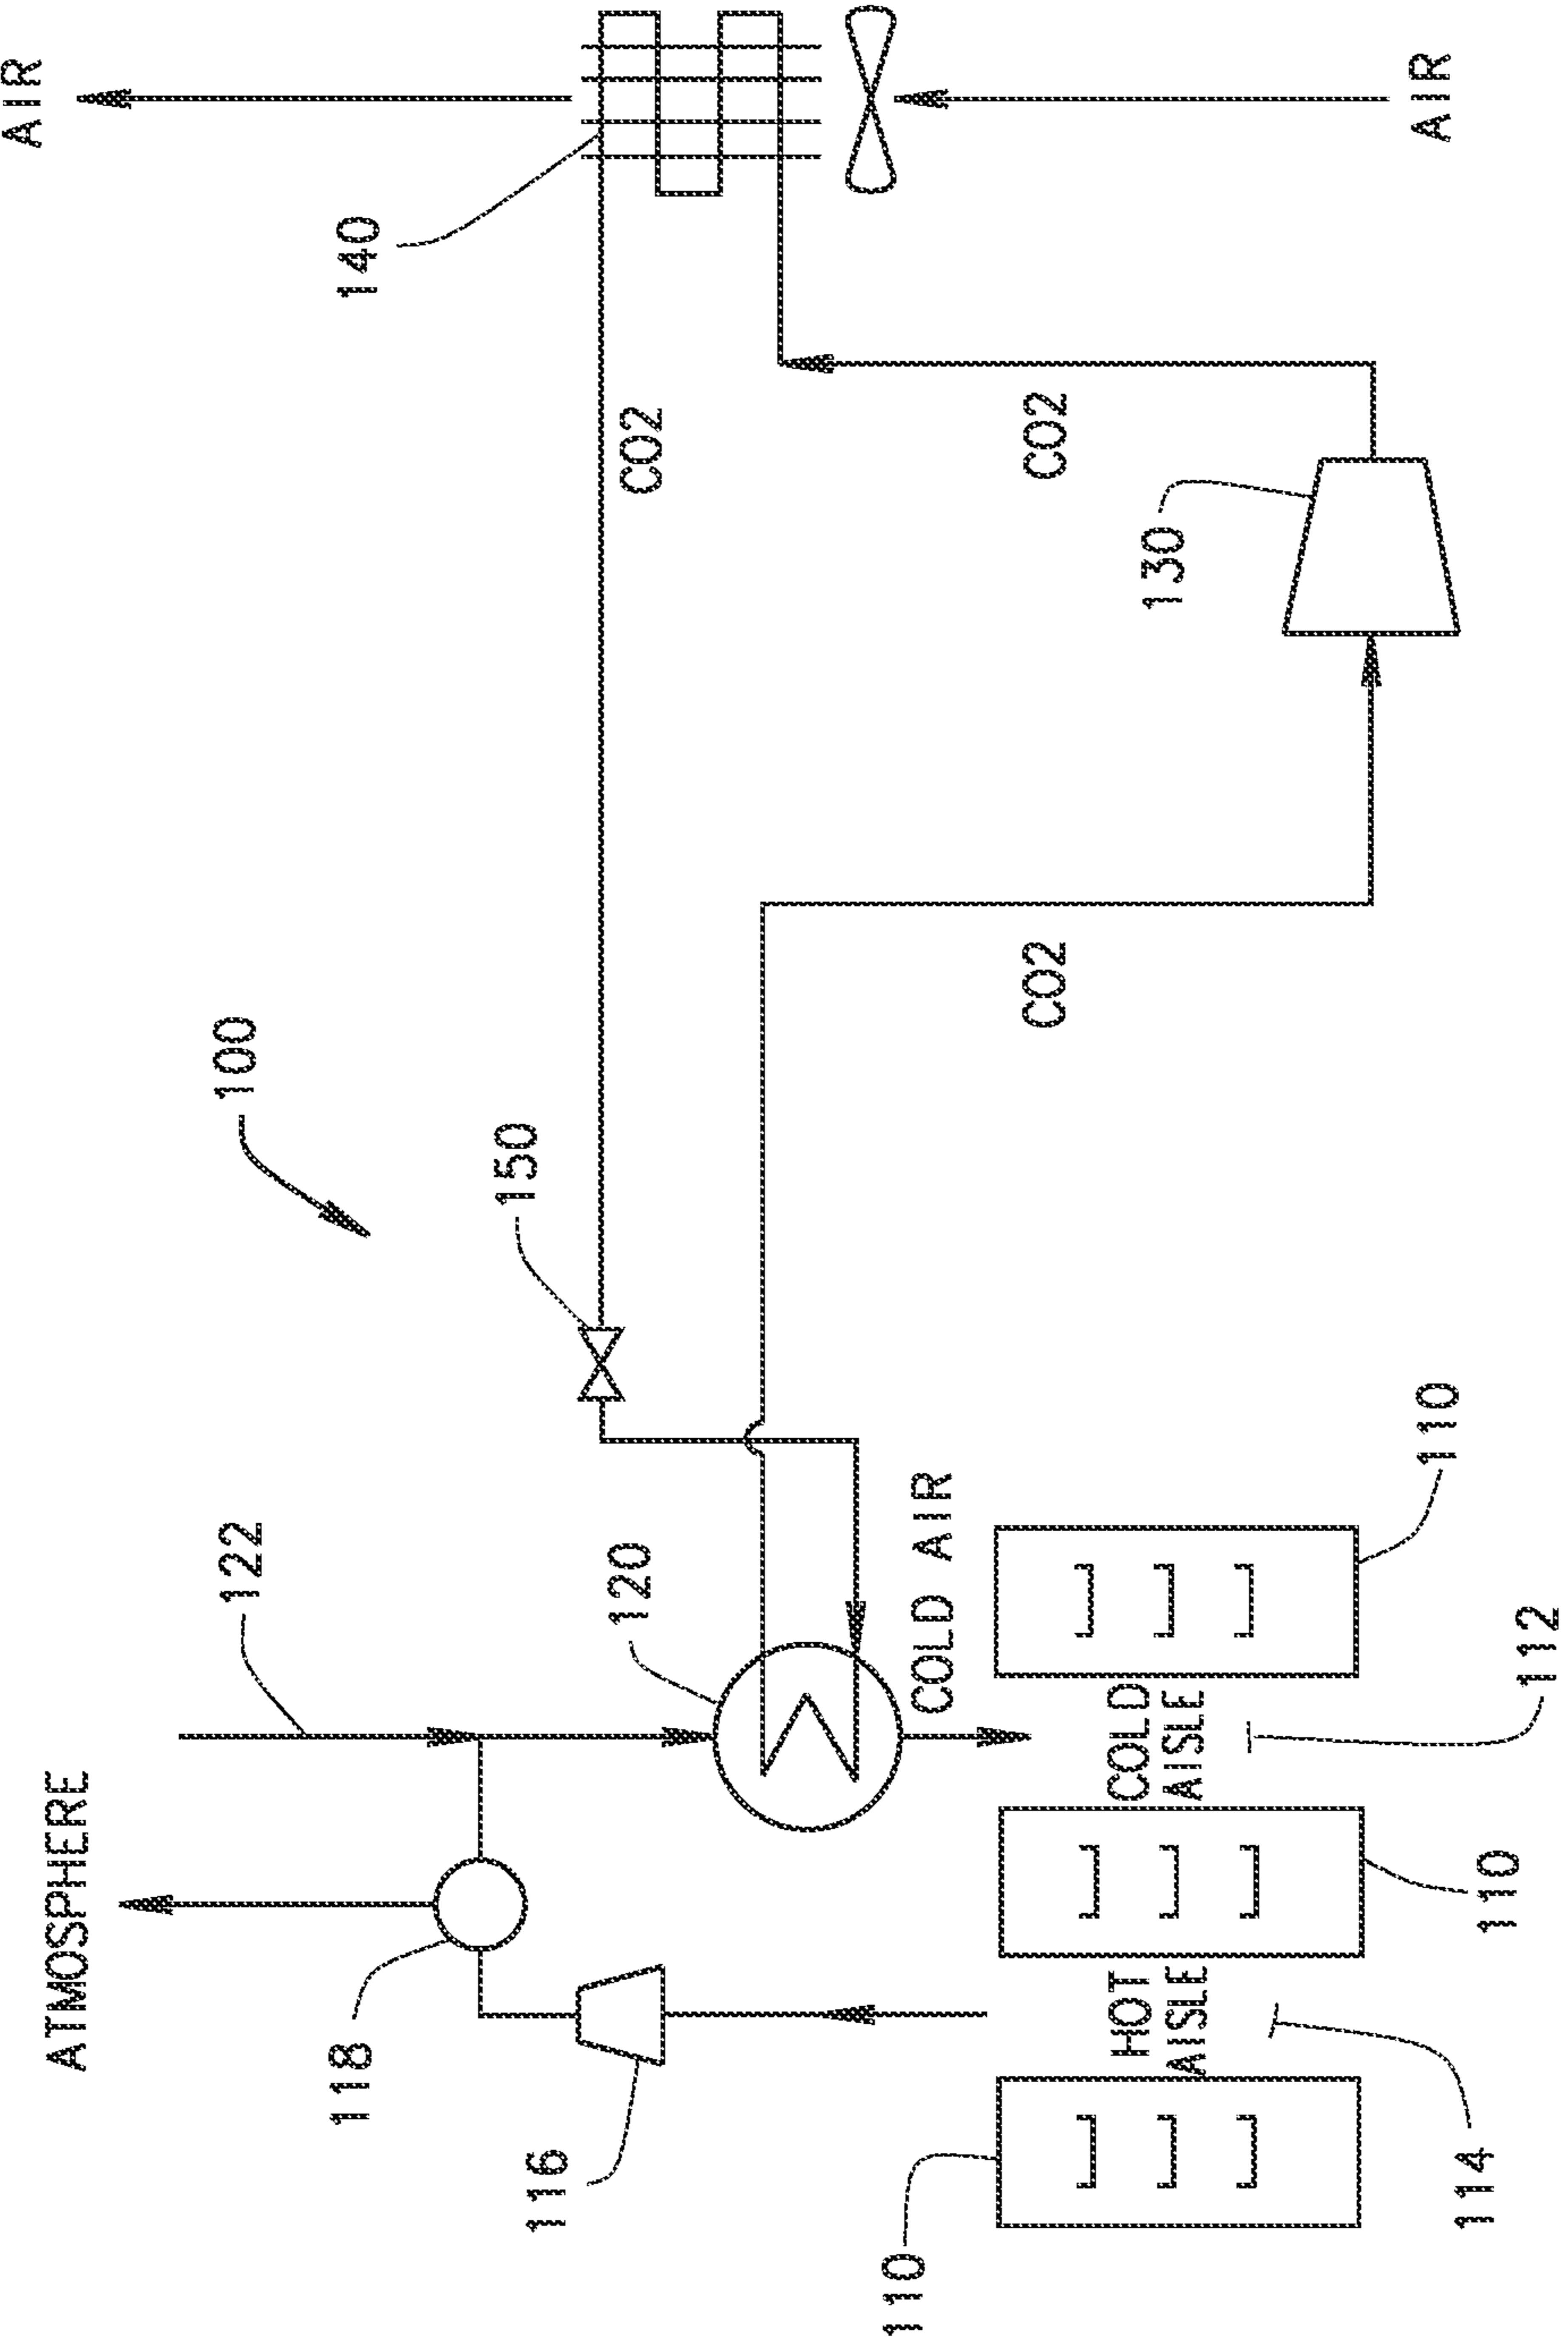 ATMOSPHERE
AIR
122
100
118
140
150
116
120
CO2
110
COLD AIR
CO2
CO2
HOT
AISLE
COLD
AISLE
130
110
AIR
114
110
112